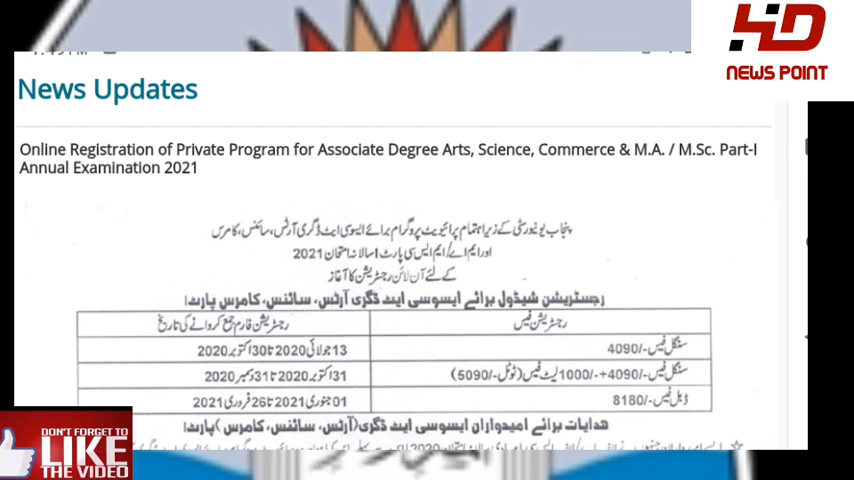 HD
NEWS POINT
News Updates
Online Registration of Private Program for Associate Degree Arts, Science, Commerce & M.A. / M.Sc. Part-I
Annual Examination 2021
پنجاب یونیورسٹی کے زیر اہتمام پرائیویٹ پروگرام برائے ایسوسی ایٹ ڈگری آرٹس، سائنس، کامرس
اور ایم اے/ایم ایس سی پارٹ I سالانہ امتحان 2021
کے لئے آن لائن رجسٹریشن کا آغاز
رجسٹریشن شیڈول برائے ایسوسی ایٹ ڈگری آرٹس، سائنس، کامرس پارٹ I
رجسٹریشن فیس رجسٹریشن فارم جمع کروانے کی تاریخ
سنگل فیس -/4090 13 جولائی 2020 تا 30 اکتوبر 2020
سنگل فیس -/4090+-/1000 لیٹ فیس (ٹوٹل -/5090) 31 اکتوبر 2020 تا 31 دسمبر 2020
ڈبل فیس -/8180 01 جنوری 2021 تا 26 فروری 2021
هدایات برائے امیدواران ایسوسی ایٹ ڈگری (آرٹس، سائنس، کامرس) پارٹ I
DON'T FORGET TO
LIKE
THE VIDEO